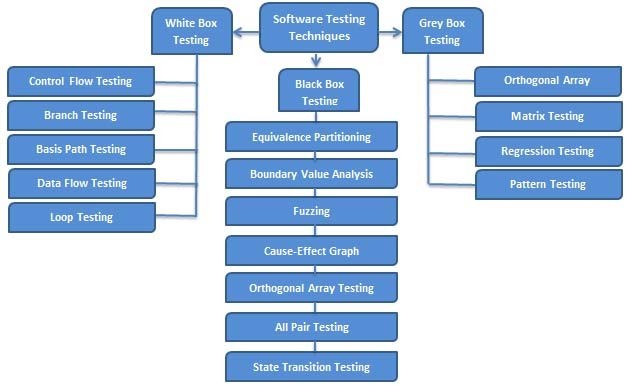 Software Testing
Techniques
White Box
Testing
Control Flow Testing
Branch Testing
Basis Path Testing
Data Flow Testing
Loop Testing
Black Box
Testing
Equivalence Partitioning
Boundary Value Analysis
Fuzzing
Cause-Effect Graph
Orthogonal Array Testing
All Pair Testing
State Transition Testing
Grey Box
Testing
Orthogonal Array
Matrix Testing
Regression Testing
Pattern Testing